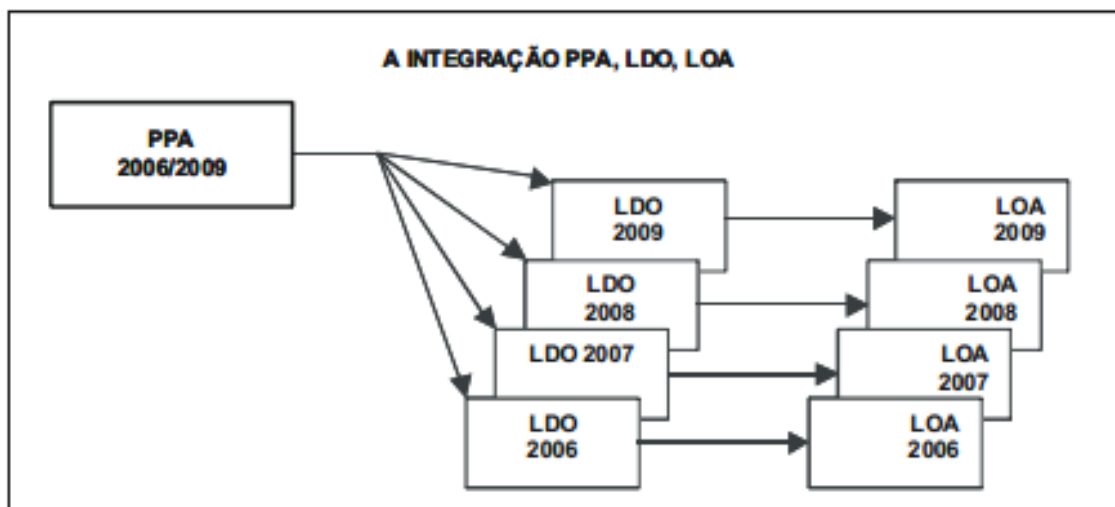 A INTEGRAÇÃO PPA, LDO, LOA
PPA
2006/2009
LDO
2009
LOA
2009
LDO
2008
LOA
2008
LDO 2007
LOA
2007
LDO
2006
LOA
2006